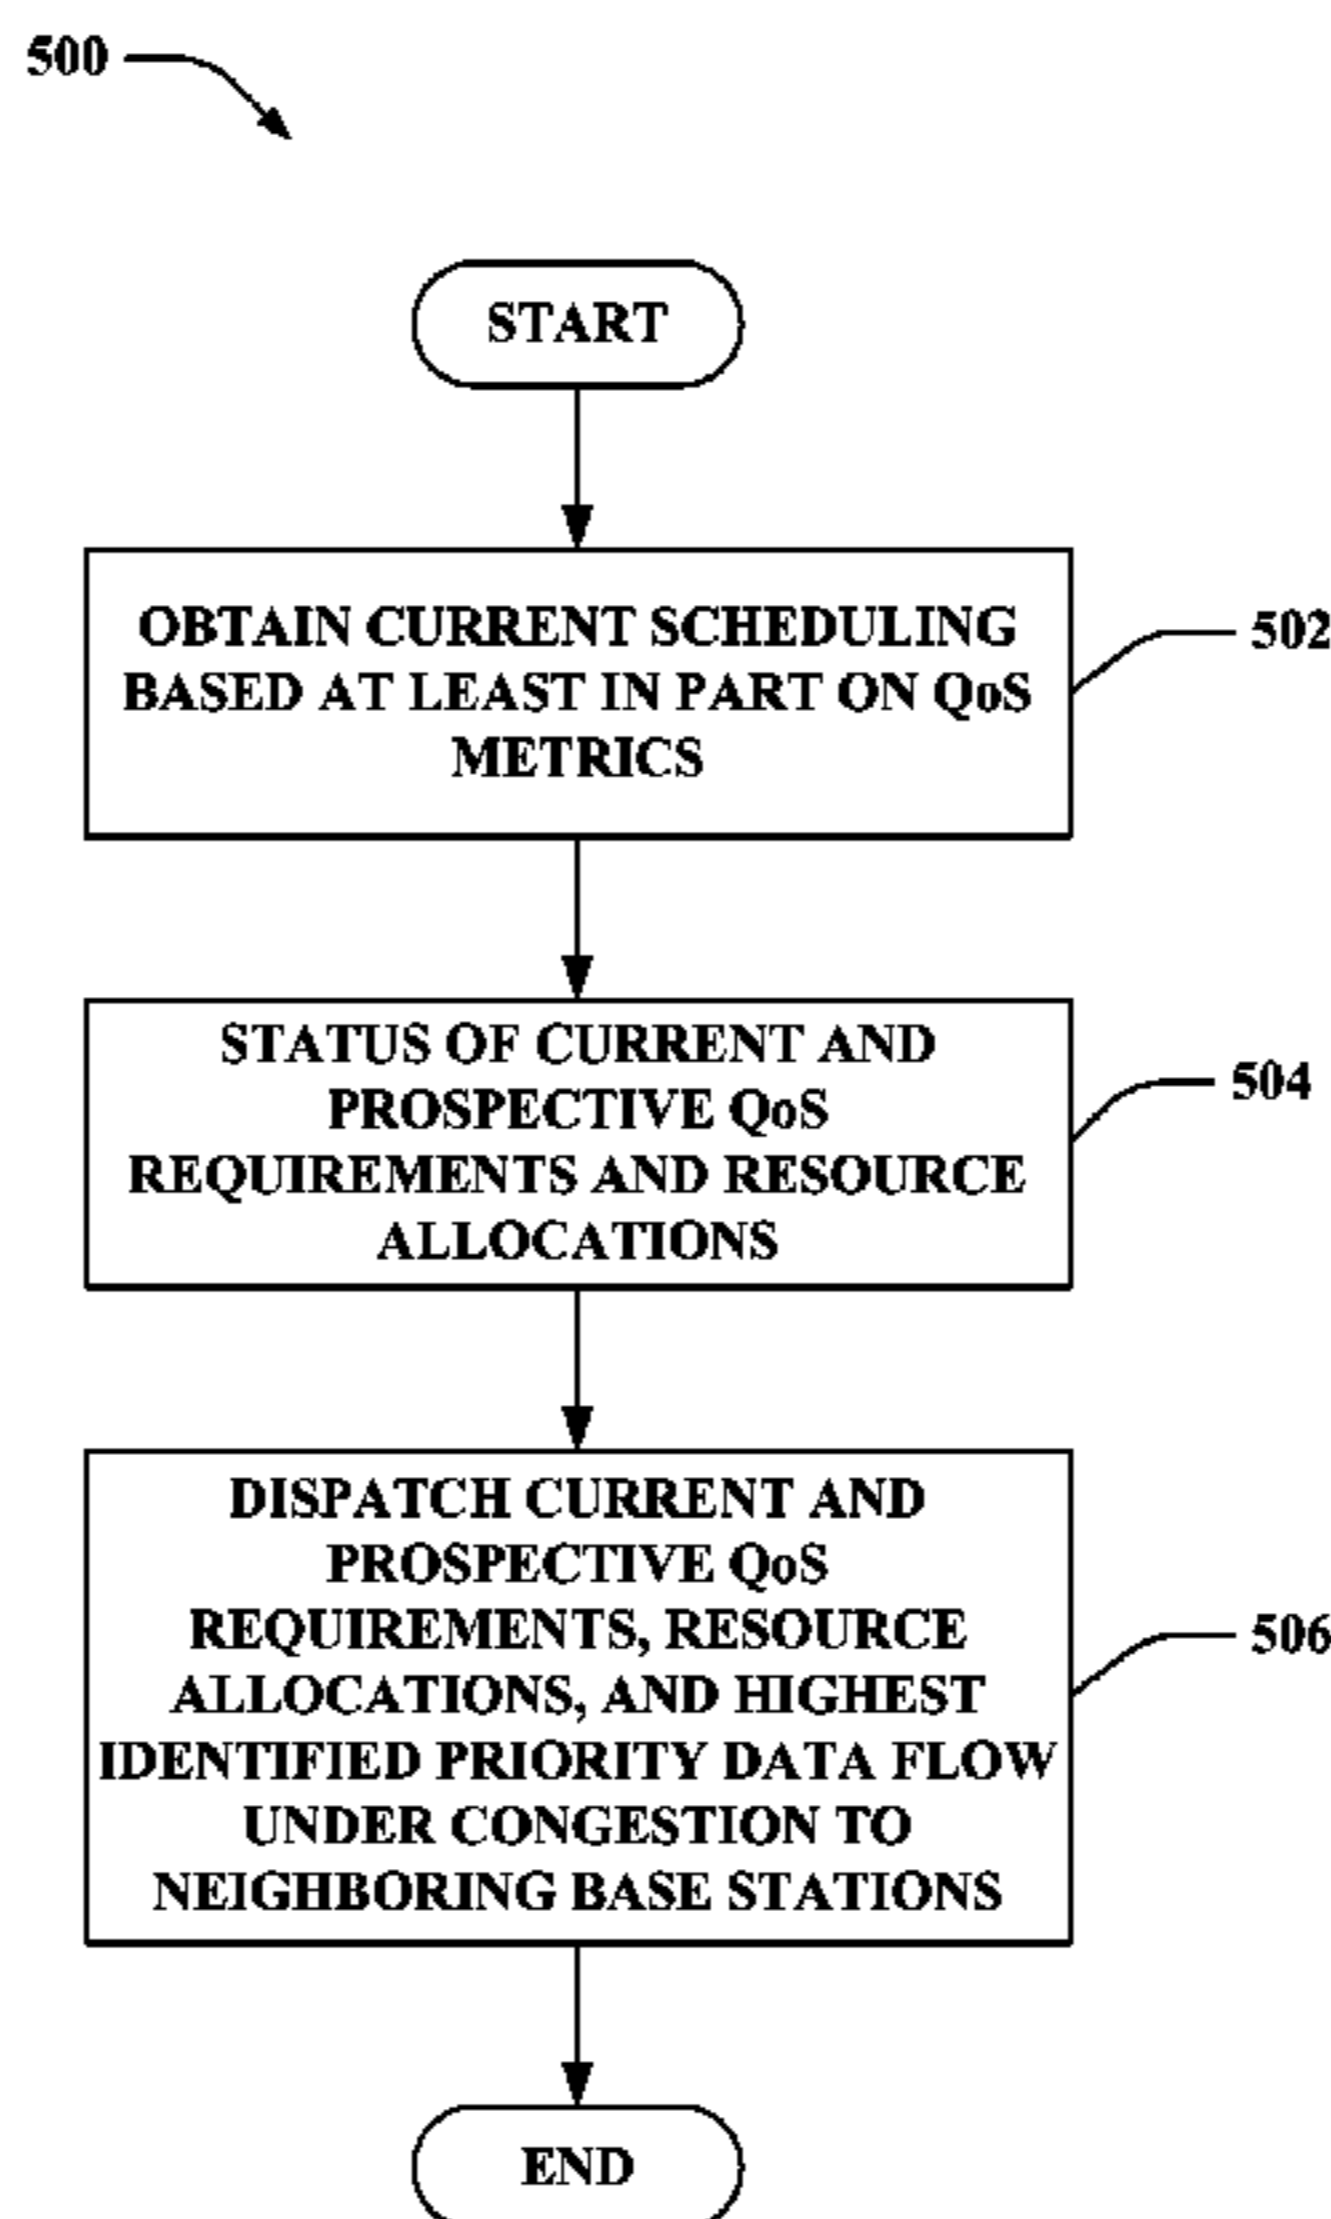 500
START
OBTAIN CURRENT SCHEDULING
BASED AT LEAST IN PART ON QoS
METRICS
502
STATUS OF CURRENT AND
PROSPECTIVE QoS
REQUIREMENTS AND RESOURCE
ALLOCATIONS
504
DISPATCH CURRENT AND
PROSPECTIVE QoS
REQUIREMENTS, RESOURCE
ALLOCATIONS, AND HIGHEST
IDENTIFIED PRIORITY DATA FLOW
UNDER CONGESTION TO
NEIGHBORING BASE STATIONS
506
END